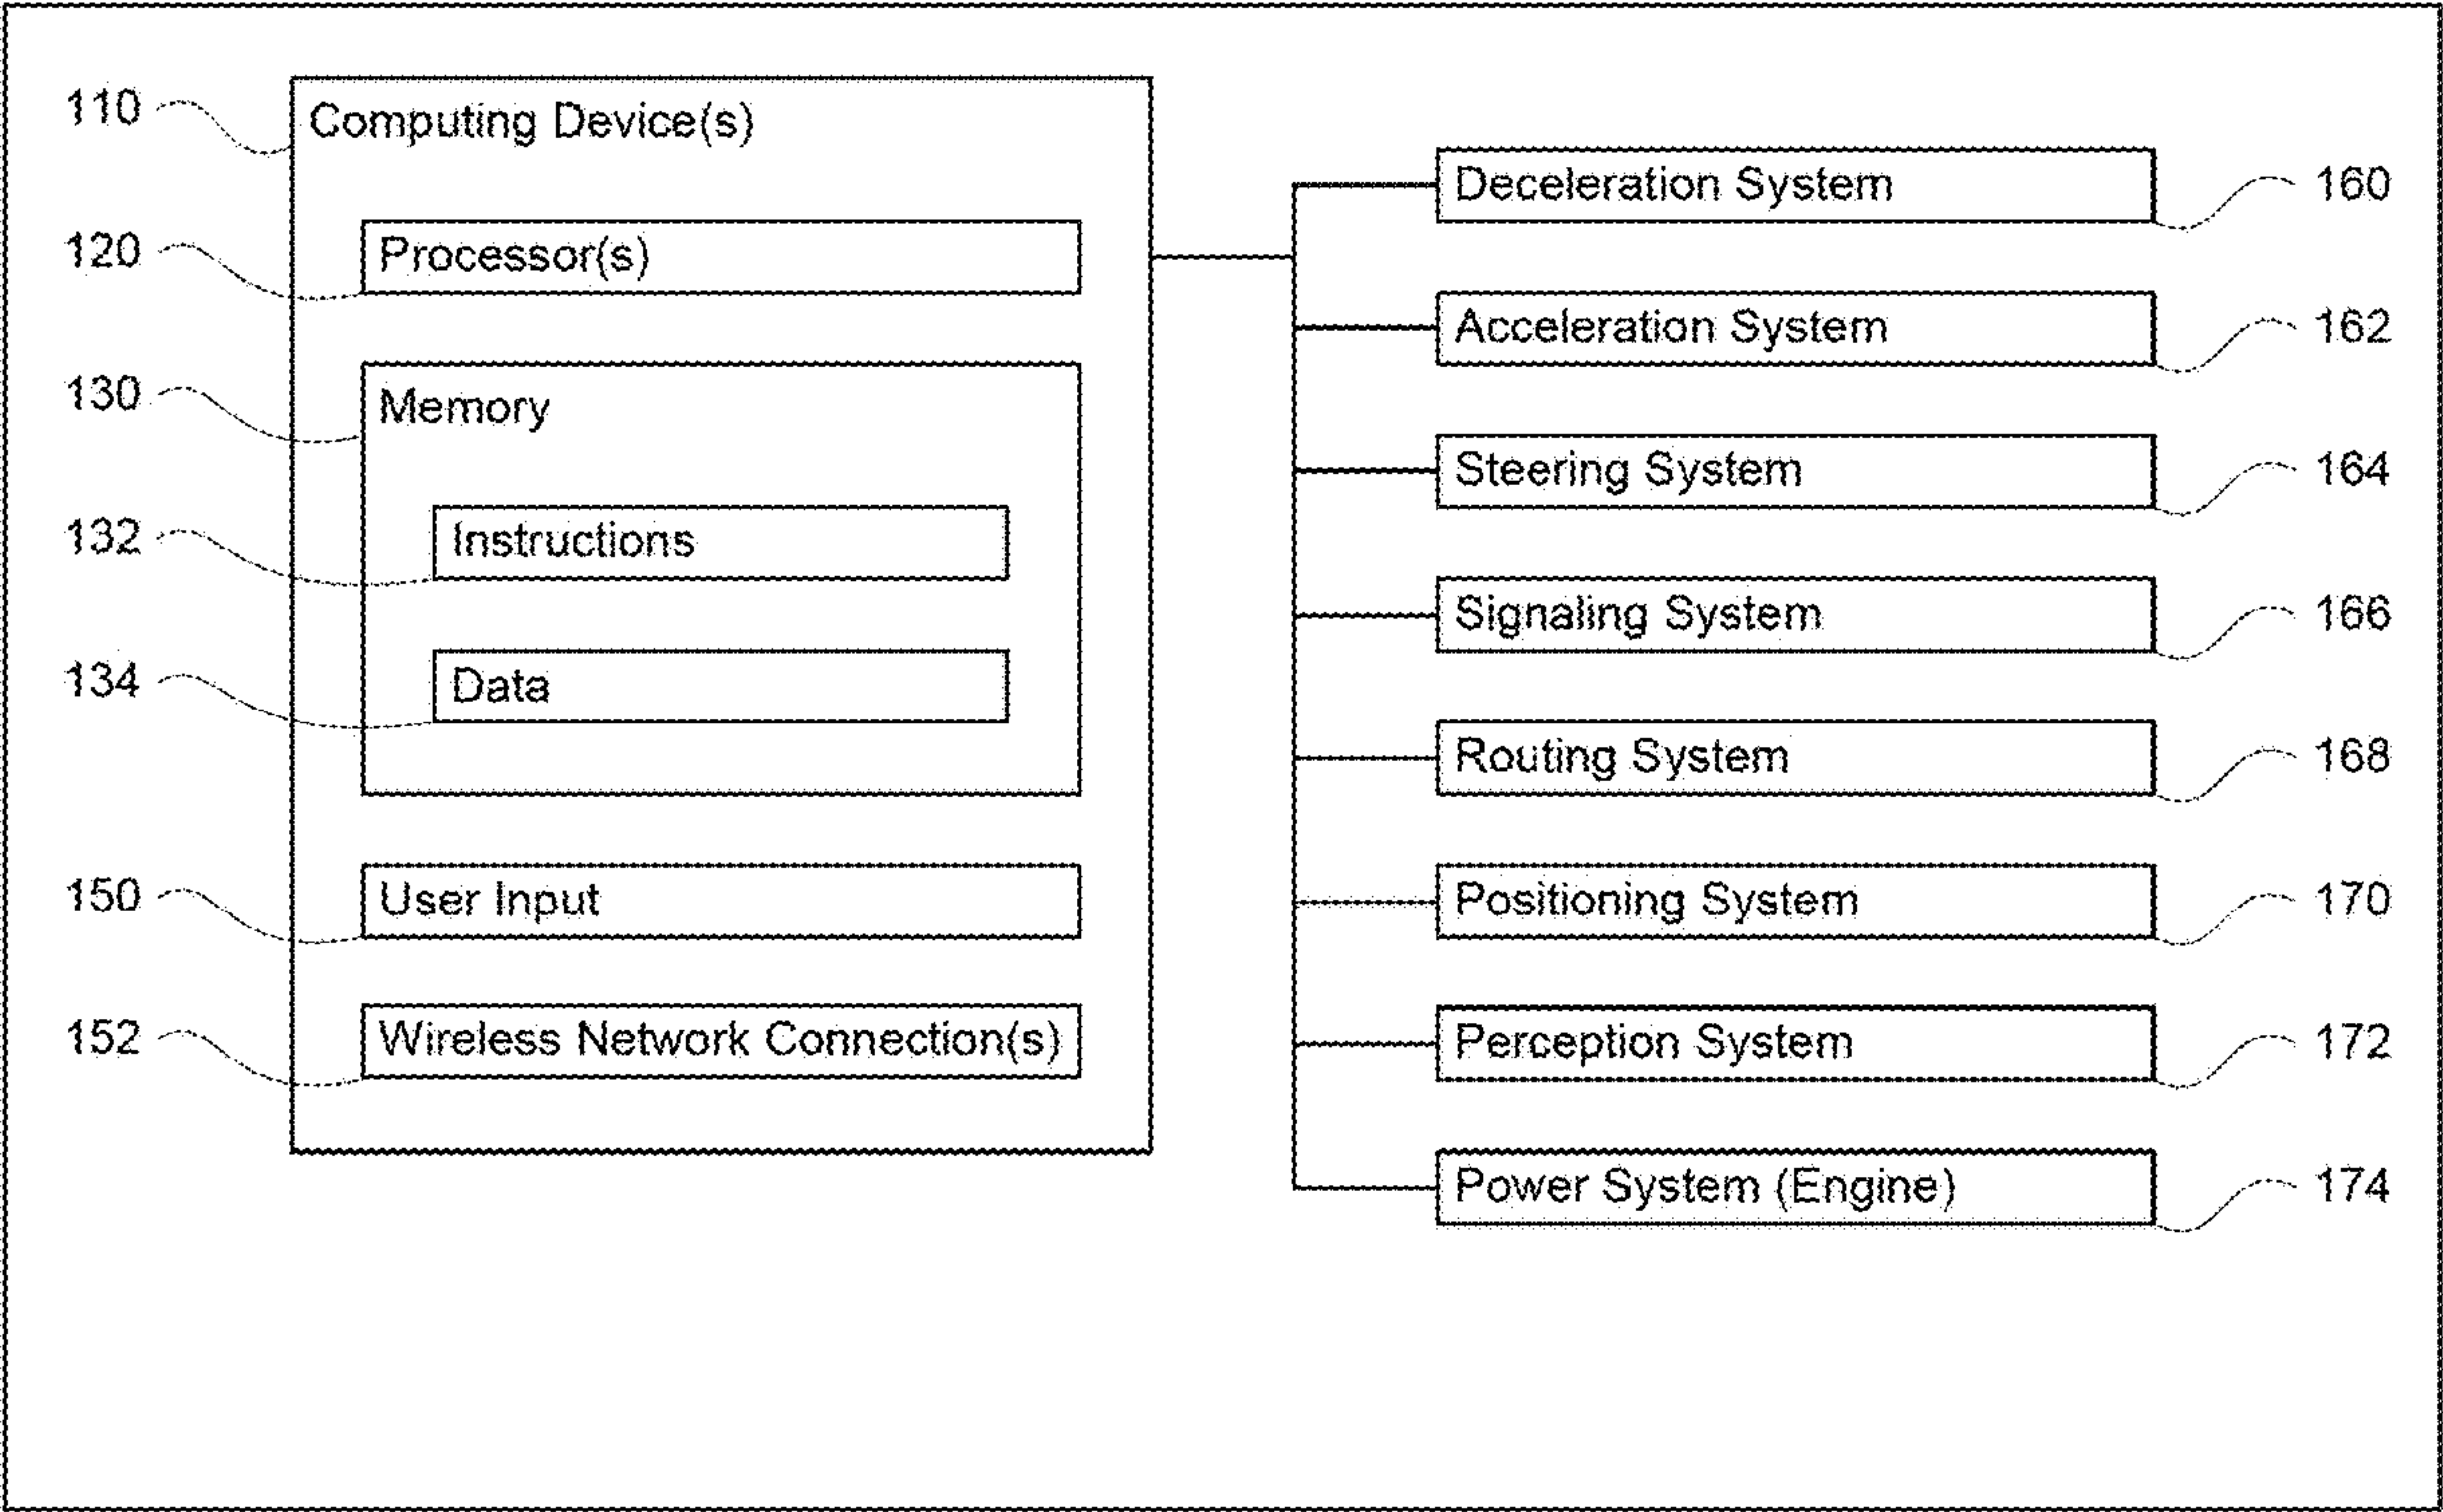 110
Computing Device(s)
120
Processor(s)
130
Memory
132
Instructions
134
Data
150
User Input
152
Wireless Network Connection(s)
Deceleration System
160
Acceleration System
162
Steering System
164
Signaling System
166
Routing System
168
Positioning System
170
Perception System
172
Power System (Engine)
174